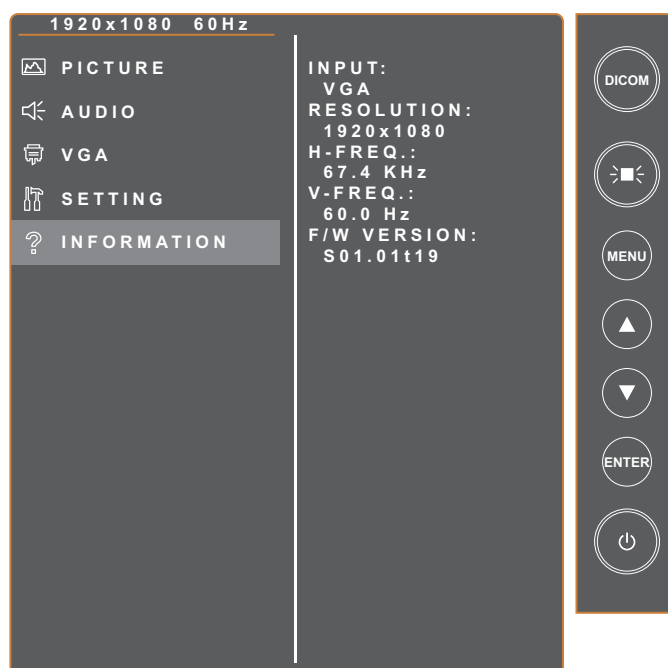 1920x1080 60Hz
PICTURE
AUDIO
VGA
SETTING
INFORMATION
INPUT:
VGA
RESOLUTION:
1920x1080
H-FREQ.:
67.4 KHz
V-FREQ.:
60.0 Hz
F/W VERSION:
S01.01t19
DICOM
MENU
ENTER